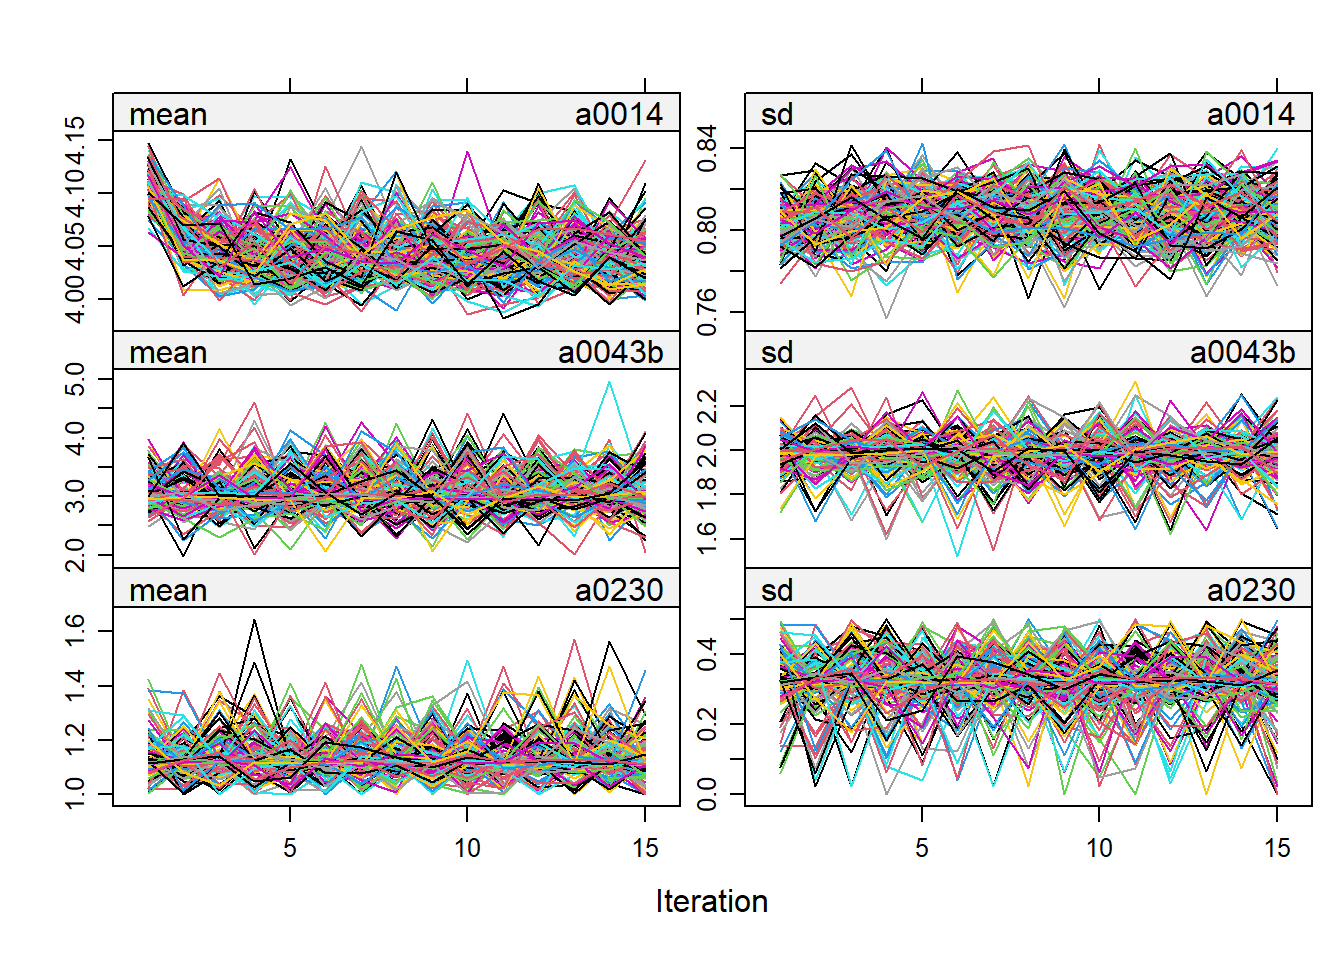 mean a0014
sd a0014
4.00 4.05 4.10 4.15
0.76 0.80 0.84
mean a0043b
sd a0043b
2.0 3.0 4.0 5.0
1.6 1.8 2.0 2.2
mean a0230
sd a0230
1.0 1.2 1.4 1.6
0.0 0.2 0.4
5 10 15
5 10 15
Iteration